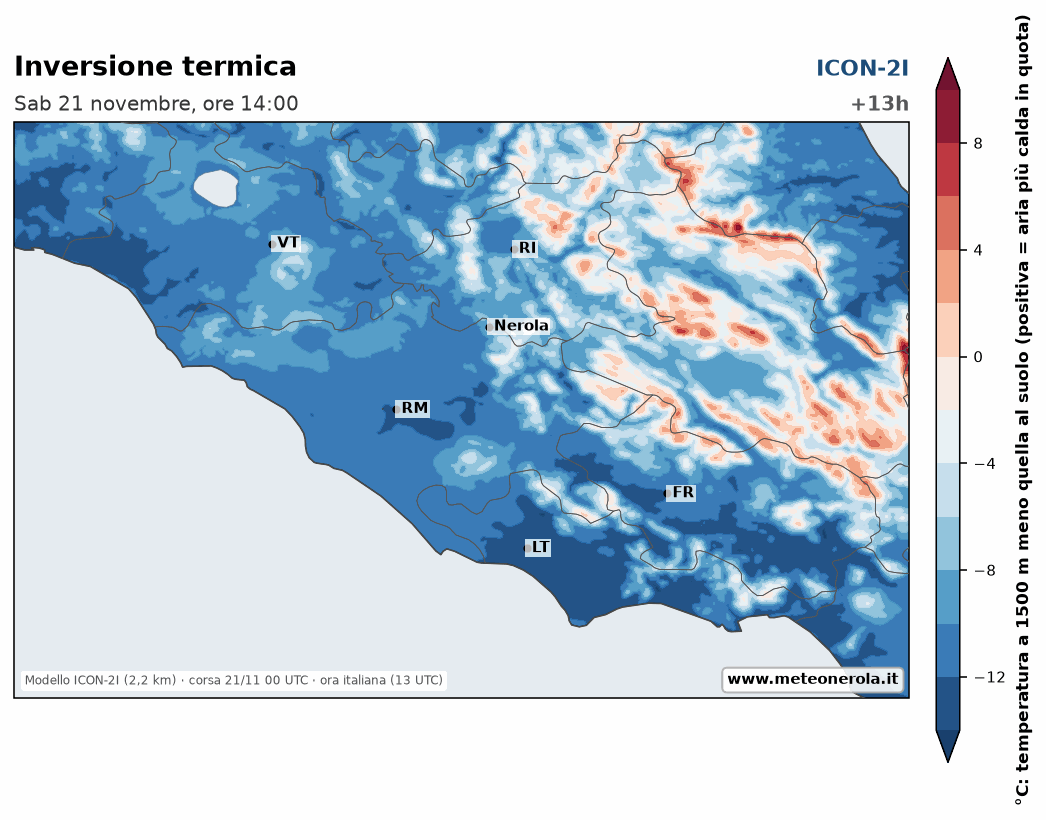 Inversione termica
ICON-2I
Sab 21 novembre, ore 14:00
+13h
VT
RI
Nerola
RM
FR
LT
Modello ICON-2I (2,2 km) · corsa 21/11 00 UTC · ora italiana (13 UTC)
www.meteonerola.it
8
4
0
−4
−8
−12
°C: temperatura a 1500 m meno quella al suolo (positiva = aria più calda in quota)